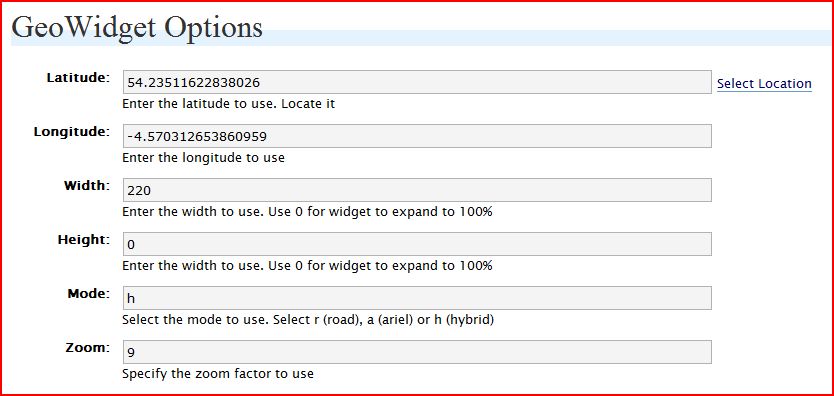 GeoWidget Options
Latitude: 54.23511622838026 Select Location
Enter the latitude to use. Locate it
Longitude: -4.570312653860959
Enter the longitude to use
Width: 220
Enter the width to use. Use 0 for widget to expand to 100%
Height: 0
Enter the width to use. Use 0 for widget to expand to 100%
Mode: h
Select the mode to use. Select r (road), a (ariel) or h (hybrid)
Zoom: 9
Specify the zoom factor to use